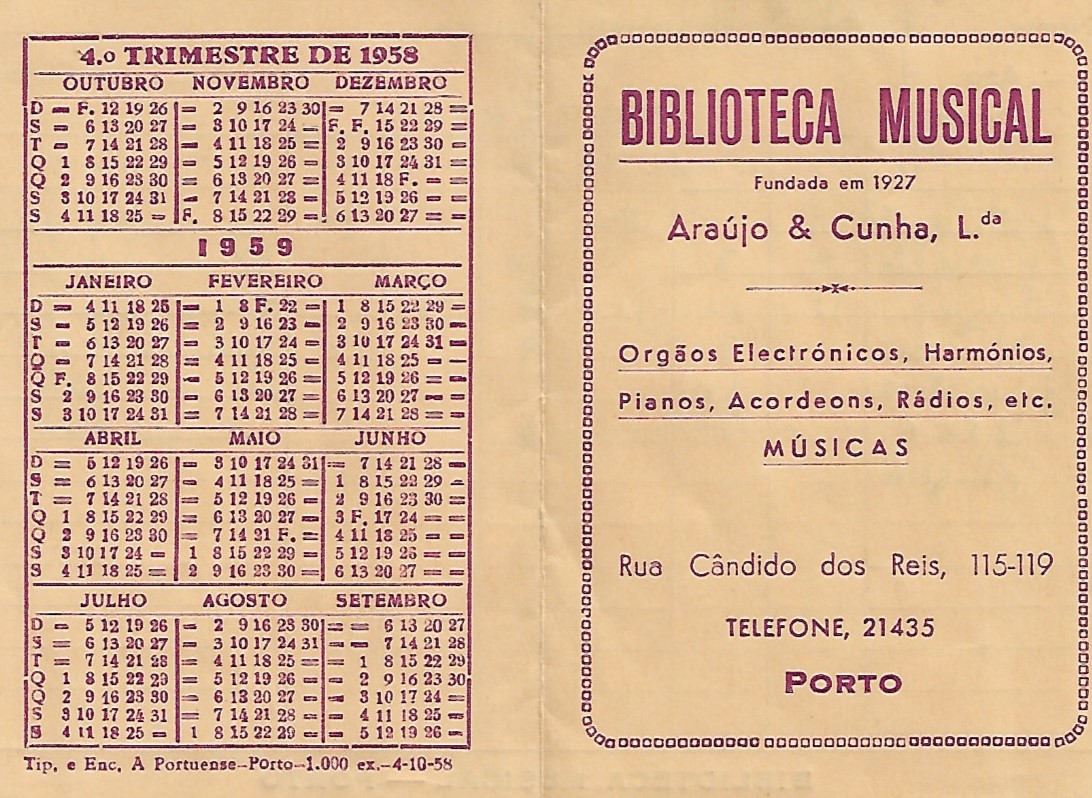 4.º TRIMESTRE DE 1958
OUTUBRO NOVEMBRO DEZEMBRO
D = F. 12 19 26 = 2 9 16 23 30 = 7 14 21 28 =
S = 6 13 20 27 = 3 10 17 24 = F. F. 15 22 29 =
T = 7 14 21 28 = 4 11 18 25 = 2 9 16 23 30 =
Q 1 8 15 22 29 = 5 12 19 26 = 3 10 17 24 31 =
Q 2 9 16 23 30 = 6 13 20 27 = 4 11 18 F. = =
S 3 10 17 24 31 = 7 14 21 28 = 5 12 19 26 = =
S 4 11 18 25 = F. 8 15 22 29 = 6 13 20 27 = =
1959
JANEIRO FEVEREIRO MARÇO
D = 4 11 18 25 = 1 8 F. 22 = 1 8 15 22 29 =
S = 5 12 19 26 = 2 9 16 23 = 2 9 16 23 30 =
T = 6 13 20 27 = 3 10 17 24 = 3 10 17 24 31 =
Q = 7 14 21 28 = 4 11 18 25 = 4 11 18 25 = =
Q F. 8 15 22 29 = 5 12 19 26 = 5 12 19 26 = =
S 2 9 16 23 30 = 6 13 20 27 = 6 13 20 27 = =
S 3 10 17 24 31 = 7 14 21 28 = 7 14 21 28 = =
ABRIL MAIO JUNHO
D = 5 12 19 26 = 3 10 17 24 31 = 7 14 21 28 =
S = 6 13 20 27 = 4 11 18 25 = 1 8 15 22 29 =
T = 7 14 21 28 = 5 12 19 26 = 2 9 16 23 30 =
Q 1 8 15 22 29 = 6 13 20 27 = 3 F. 17 24 = =
Q 2 9 16 23 30 = 7 14 21 F. = 4 11 18 25 = =
S 3 10 17 24 = 1 8 15 22 29 = 5 12 19 26 = =
S 4 11 18 25 = 2 9 16 23 30 = 6 13 20 27 = =
JULHO AGOSTO SETEMBRO
D = 5 12 19 26 = 2 9 16 23 30 = = 6 13 20 27
S = 6 13 20 27 = 3 10 17 24 31 = = 7 14 21 28
T = 7 14 21 28 = 4 11 18 25 = = 1 8 15 22 29
Q 1 8 15 22 29 = 5 12 19 26 = = 2 9 16 23 30
Q 2 9 16 23 30 = 6 13 20 27 = = 3 10 17 24 =
S 3 10 17 24 31 = 7 14 21 28 = = 4 11 18 25 =
S 4 11 18 25 = 1 8 15 22 29 = = 5 12 19 26 =
Tip. e Enc. A Portuense-Porto-1.000 ex.-4-10-58
BIBLIOTECA MUSICAL
Fundada em 1927
Araújo & Cunha, L.da
Orgãos Electrónicos, Harmónios,
Pianos, Acordeons, Rádios, etc.
MÚSICAS
Rua Cândido dos Reis, 115-119
TELEFONE, 21435
PORTO